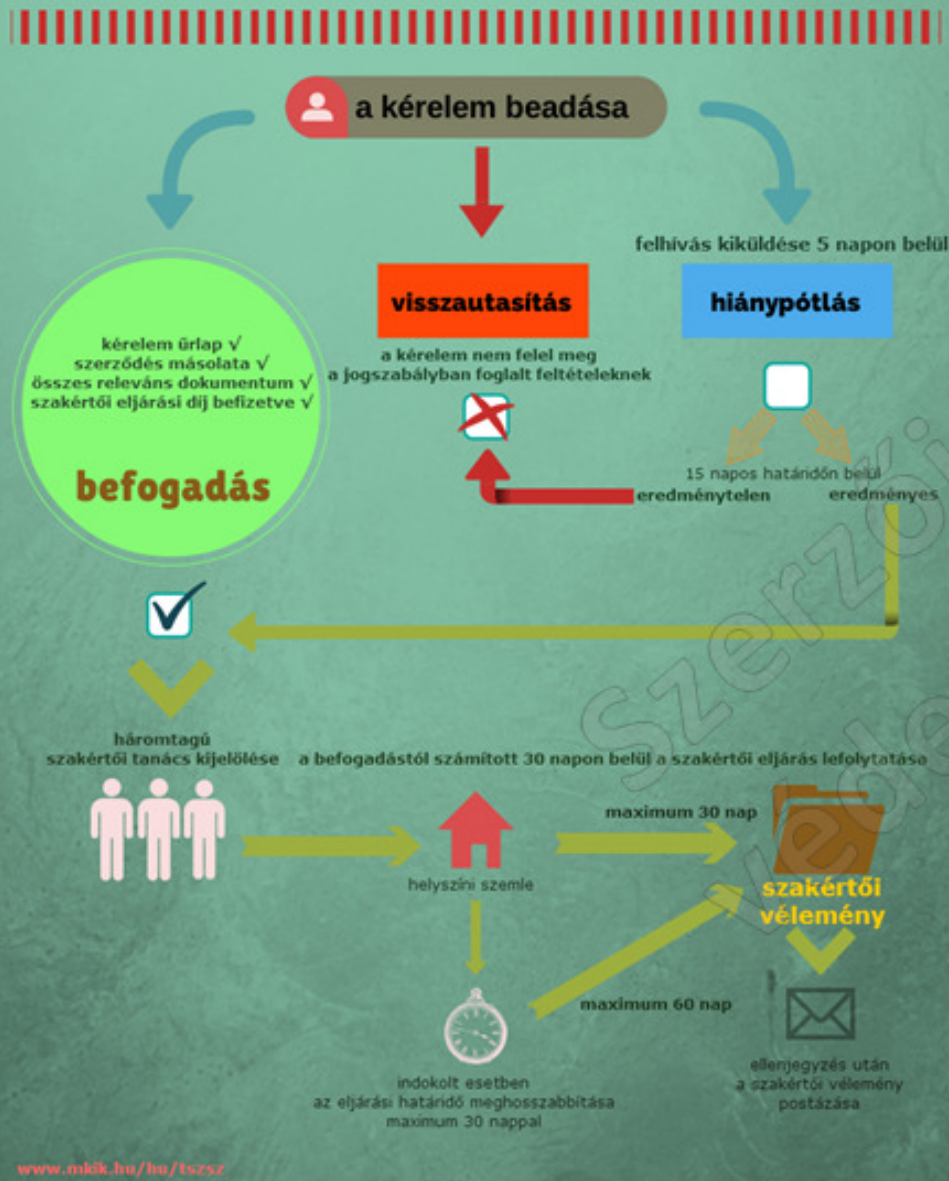 a kérelem beadása
felhívás kiküldése 5 napon belül
visszautasítás
hiánypótlás
kérelem űrlap √
szerződés másolata √
összes releváns dokumentum √
szakértői eljárási díj befizetve √
befogadás
a kérelem nem felel meg
a jogszabályban foglalt feltételeknek
15 napos határidőn belül
eredménytelen
eredményes
háromtagú
szakértői tanács kijelölése
a befogadástól számított 30 napon belül a szakértői eljárás lefolytatása
maximum 30 nap
helyszíni szemle
szakértői
vélemény
maximum 60 nap
indokolt esetben
az eljárási határidő meghosszabbítása
maximum 30 nappal
ellenjegyzés után
a szakértői vélemény
postázása
www.mkik.hu/hu/tszsz
Szerzői
véde